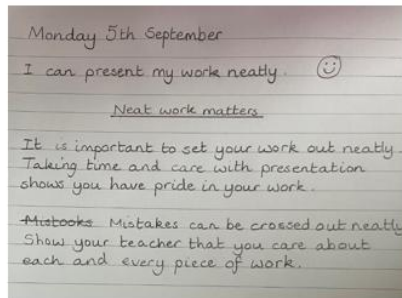 Monday 5th September
I can present my work neatly.
Neat work matters
It is important to set your work out neatly.
Taking time and care with presentation
shows you have pride in your work.
Mistooks Mistakes can be crossed out neatly
Show your teacher that you care about
each and every piece of work.